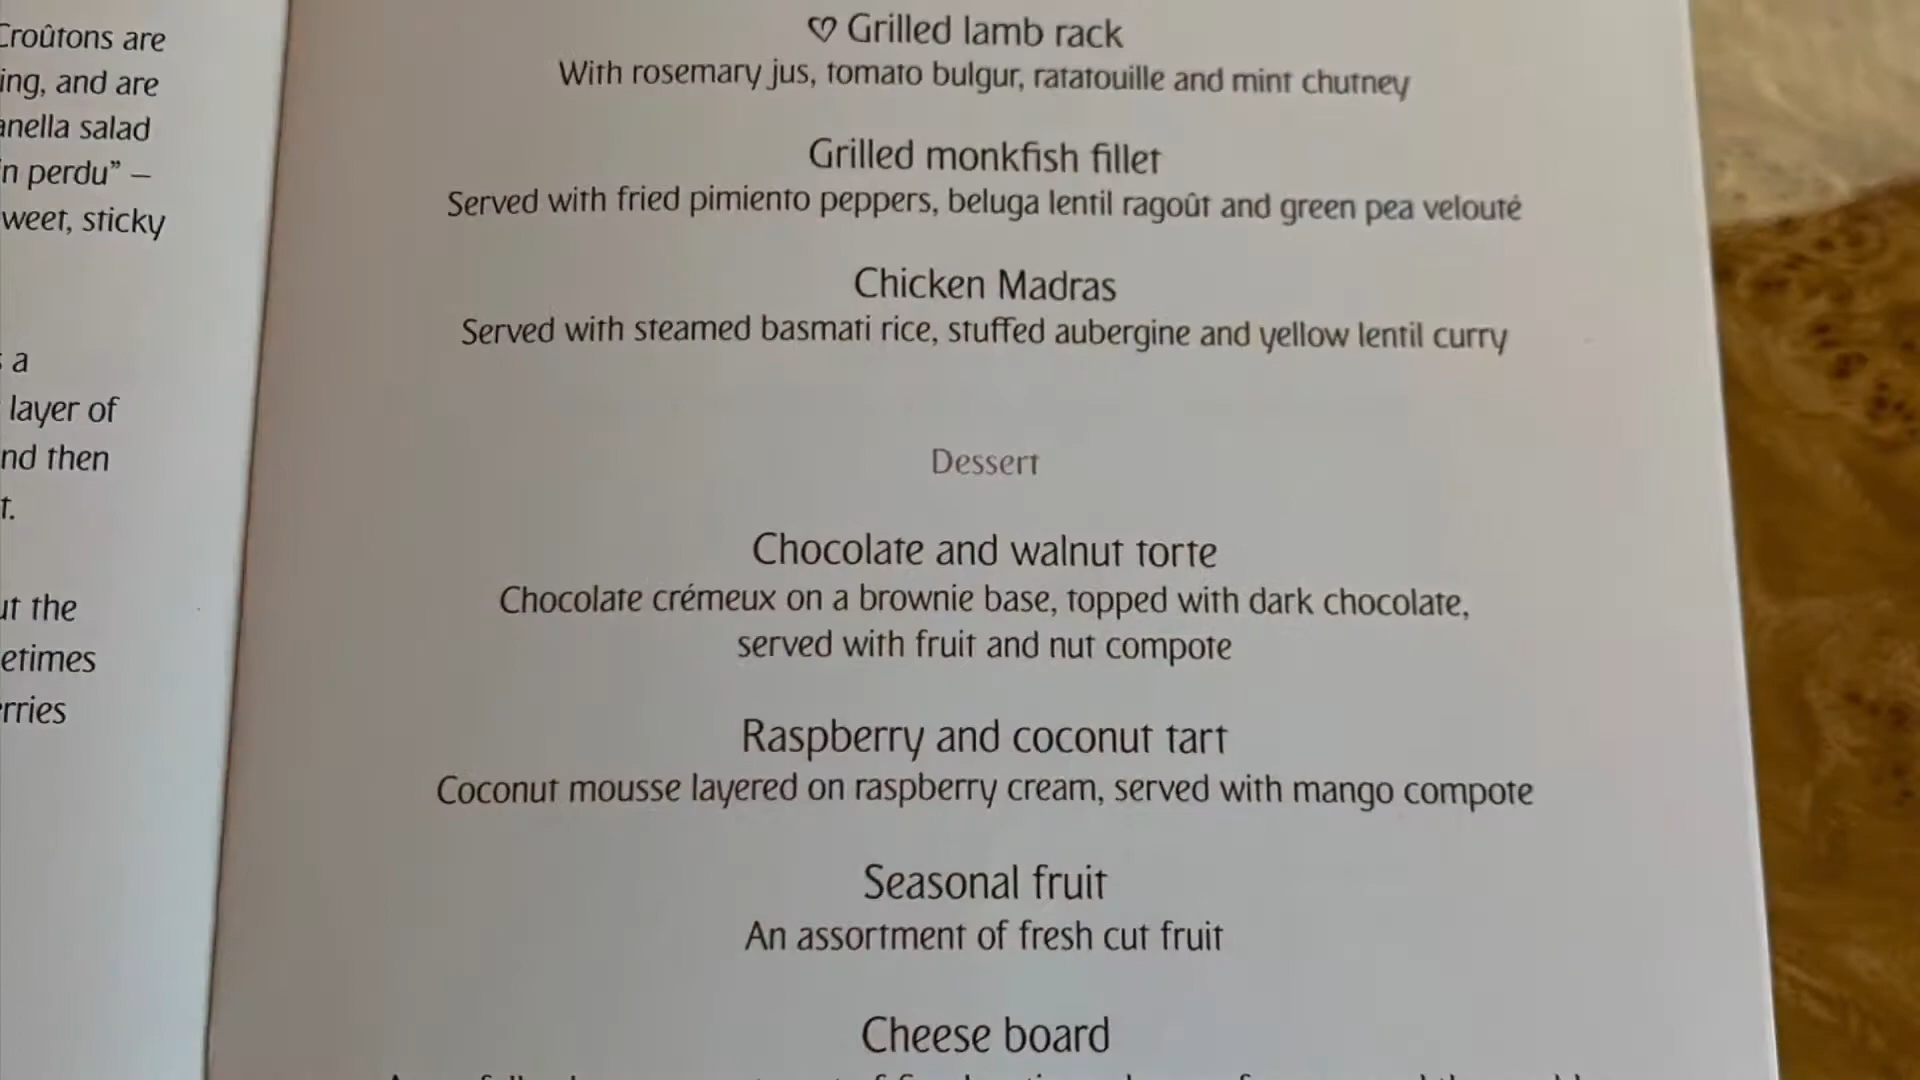 Croûtons are
ing, and are
anella salad
n perdu” –
weet, sticky
a
layer of
nd then
t.
ut the
etimes
rries
♡ Grilled lamb rack
With rosemary jus, tomato bulgur, ratatouille and mint chutney
Grilled monkfish fillet
Served with fried pimiento peppers, beluga lentil ragoût and green pea velouté
Chicken Madras
Served with steamed basmati rice, stuffed aubergine and yellow lentil curry
Dessert
Chocolate and walnut torte
Chocolate crémeux on a brownie base, topped with dark chocolate,
served with fruit and nut compote
Raspberry and coconut tart
Coconut mousse layered on raspberry cream, served with mango compote
Seasonal fruit
An assortment of fresh cut fruit
Cheese board